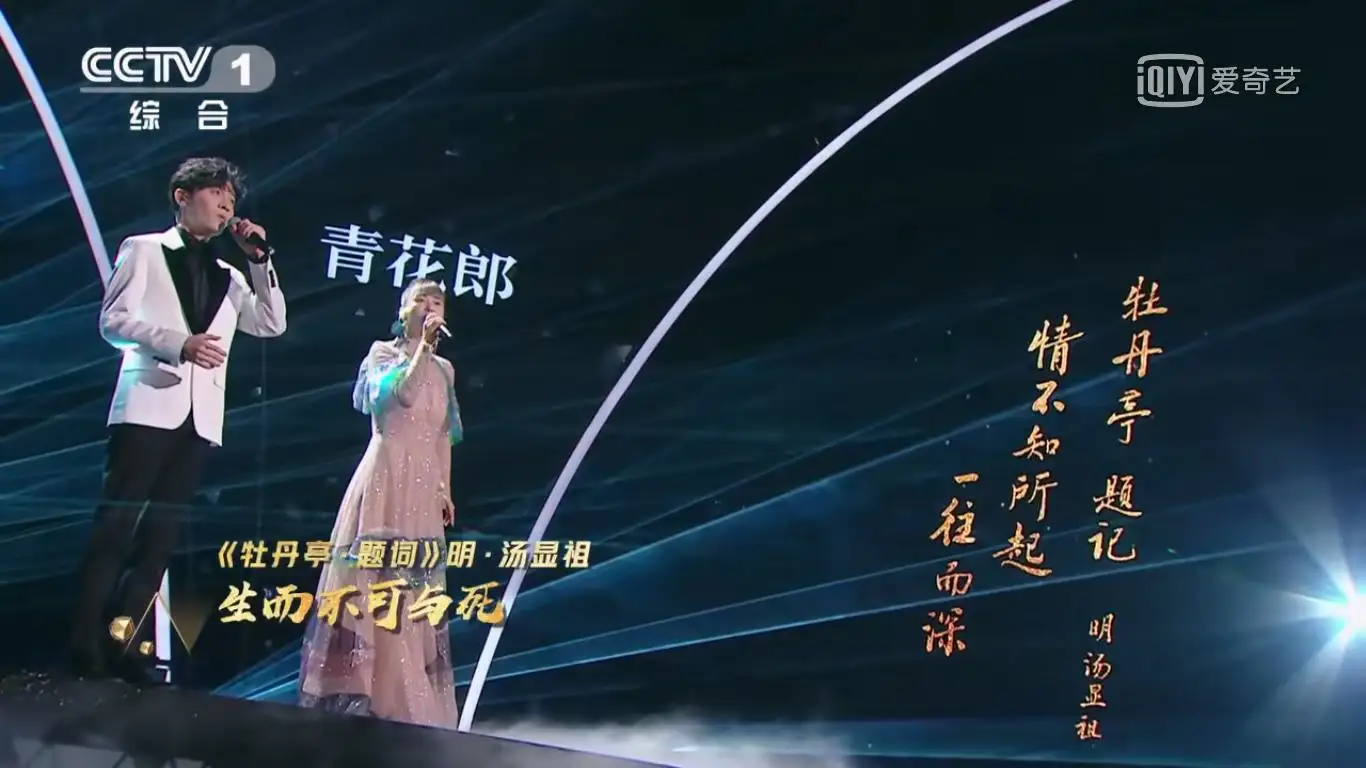 CCTV 1
综合
iQIYI 爱奇艺
青花郎
牡丹亭 题记
明 汤显祖
情不知所起
一往而深
《牡丹亭·题词》明·汤显祖
生而不可与死